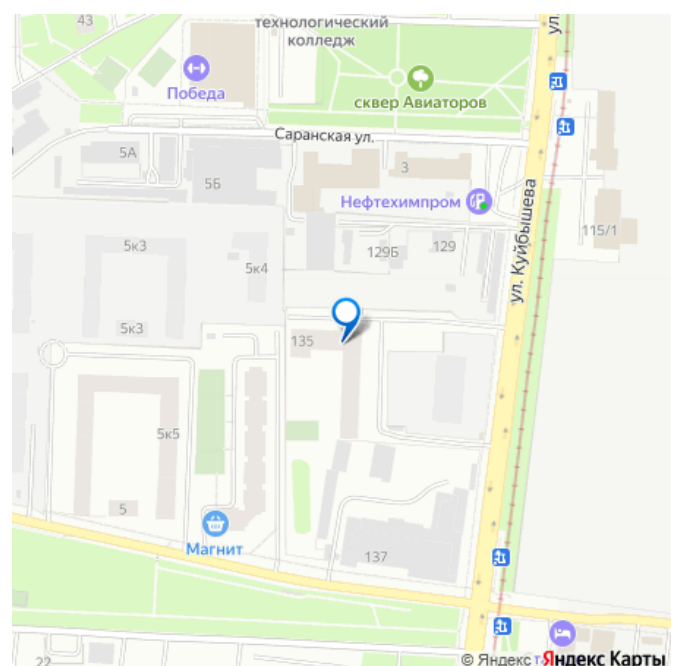 43
технологический
колледж
ул.
Победа
сквер Авиаторов
Саранская ул.
5А
3
5Б
Нефтехимпром
ул. Куйбышева
115/1
5к3
129Б
129
5к4
5к3
135
5к5
5
Магнит
137
22
© Яндекс
Яндекс Карты